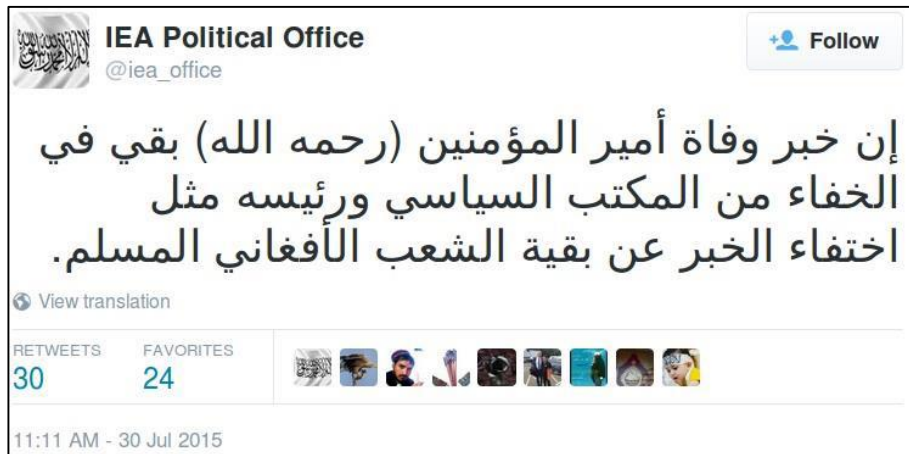 IEA Political Office
@iea_office
Follow
إن خبر وفاة أمير المؤمنين (رحمه الله) بقي في
الخفاء من المكتب السياسي ورئيسه مثل
اختفاء الخبر عن بقية الشعب الأفغاني المسلم.
View translation
RETWEETS FAVORITES
30 24
11:11 AM - 30 Jul 2015